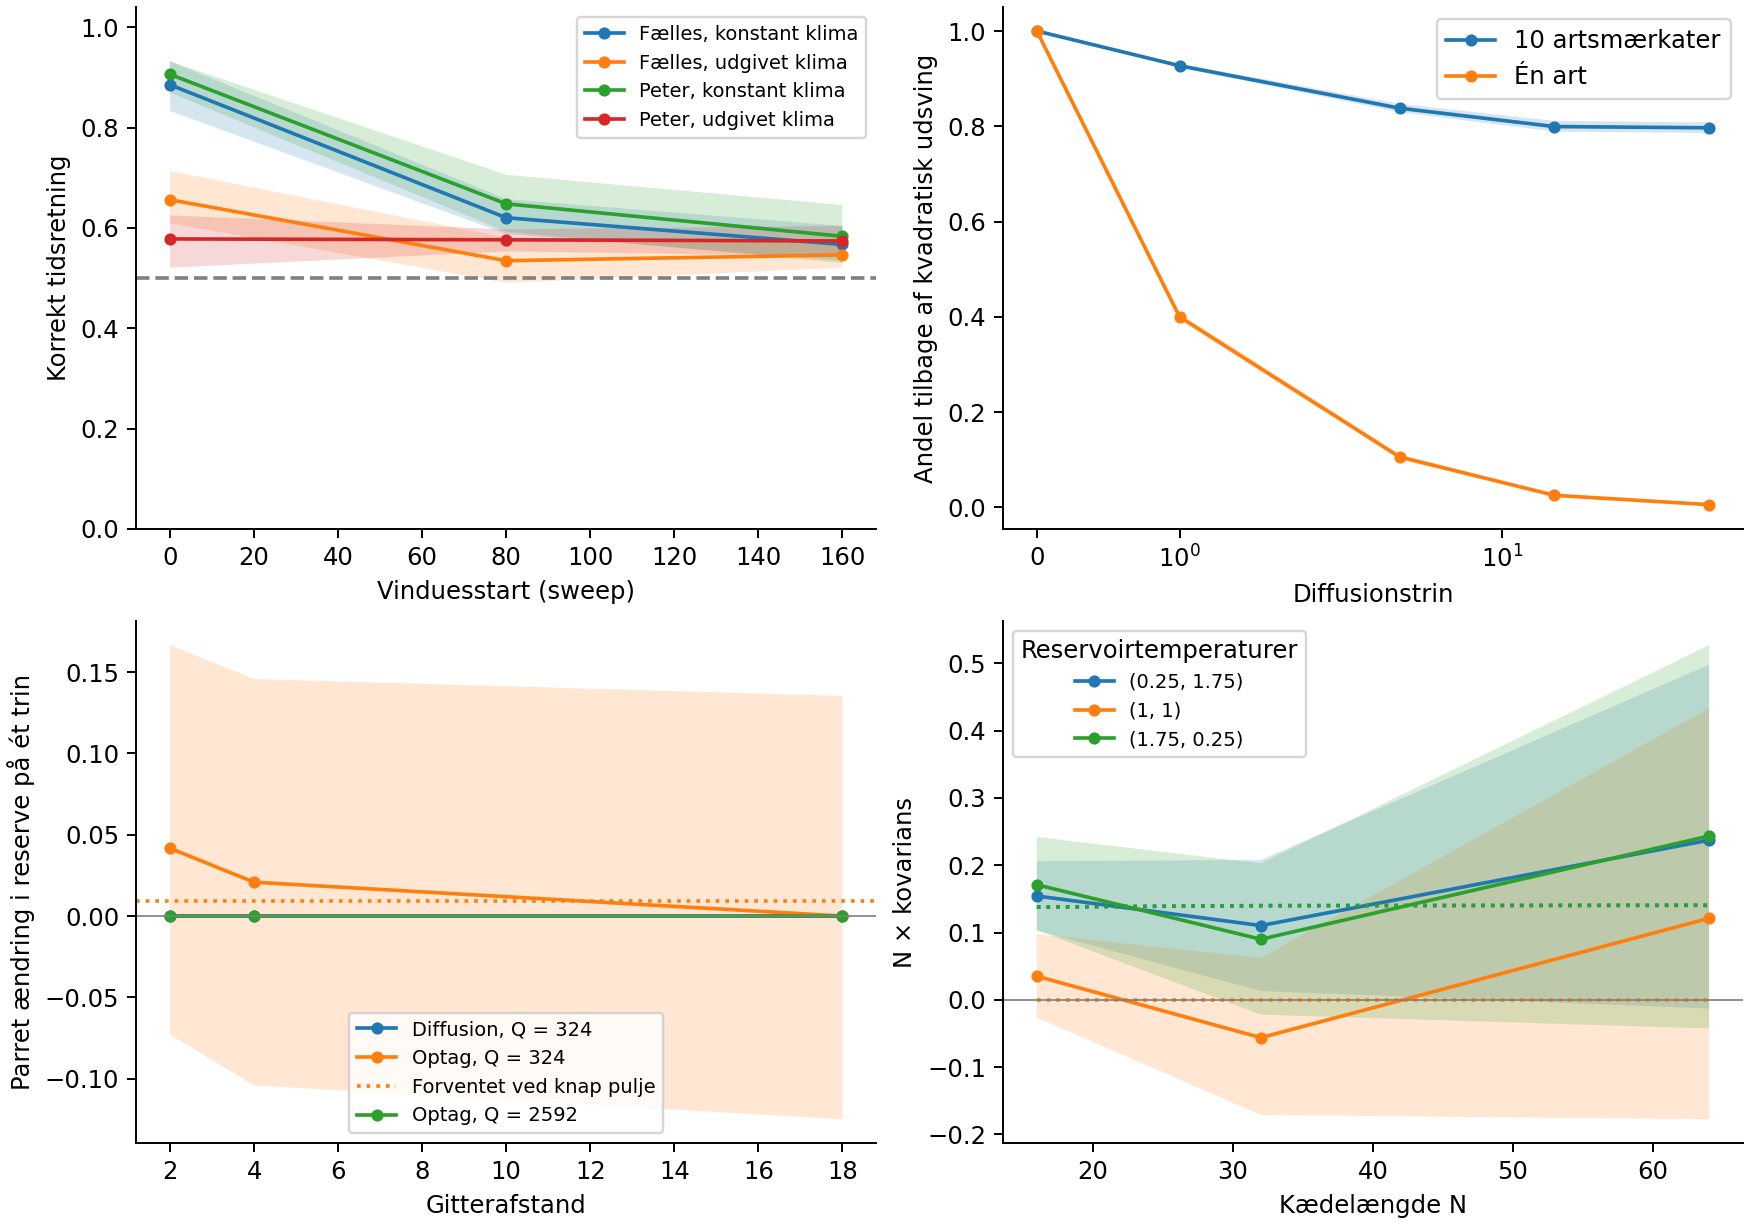 Korrekt tidsretning
1.0
0.8
0.6
0.4
0.2
0.0
Fælles, konstant klima
Fælles, udgivet klima
Peter, konstant klima
Peter, udgivet klima
0 20 40 60 80 100 120 140 160
Vinduesstart (sweep)
Andel tilbage af kvadratisk udsving
1.0
0.8
0.6
0.4
0.2
0.0
10 artsmærkater
Én art
0 10⁰ 10¹
Diffusionstrin
Parret ændring i reserve på ét trin
0.15
0.10
0.05
0.00
−0.05
−0.10
Diffusion, Q = 324
Optag, Q = 324
Forventet ved knap pulje
Optag, Q = 2592
2 4 6 8 10 12 14 16 18
Gitterafstand
N × kovarians
0.5
0.4
0.3
0.2
0.1
0.0
−0.1
−0.2
Reservoirtemperaturer
(0.25, 1.75)
(1, 1)
(1.75, 0.25)
20 30 40 50 60
Kædelængde N